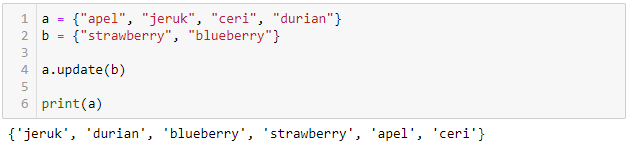 1 a = {"apel", "jeruk", "ceri", "durian"}
2 b = {"strawberry", "blueberry"}
3
4 a.update(b)
5
6 print(a)
{'jeruk', 'durian', 'blueberry', 'strawberry', 'apel', 'ceri'}